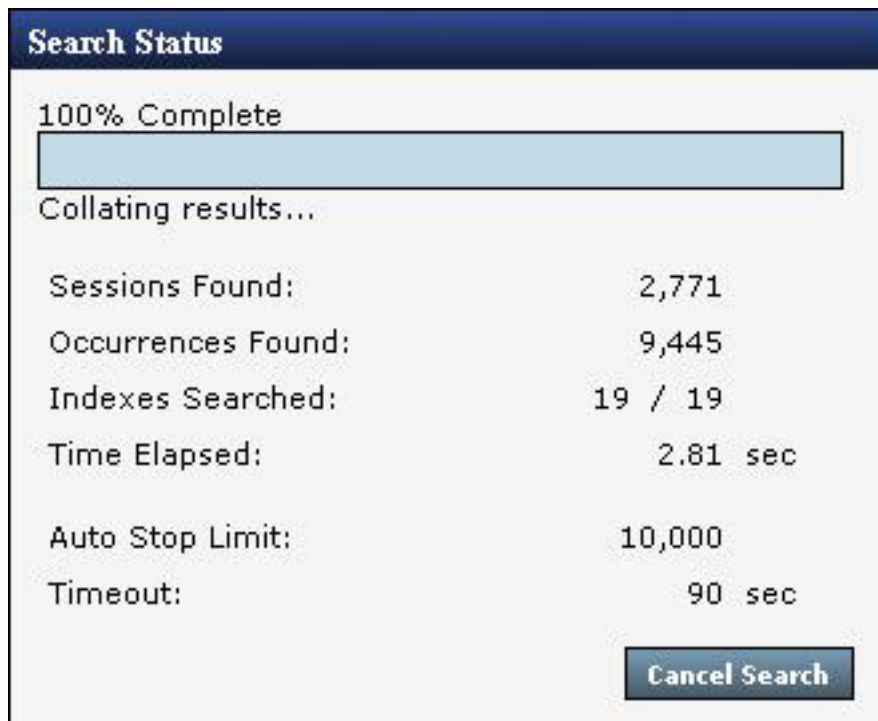 Search Status
100% Complete
Collating results...
Sessions Found: 2,771
Occurrences Found: 9,445
Indexes Searched: 19 / 19
Time Elapsed: 2.81 sec
Auto Stop Limit: 10,000
Timeout: 90 sec
Cancel Search